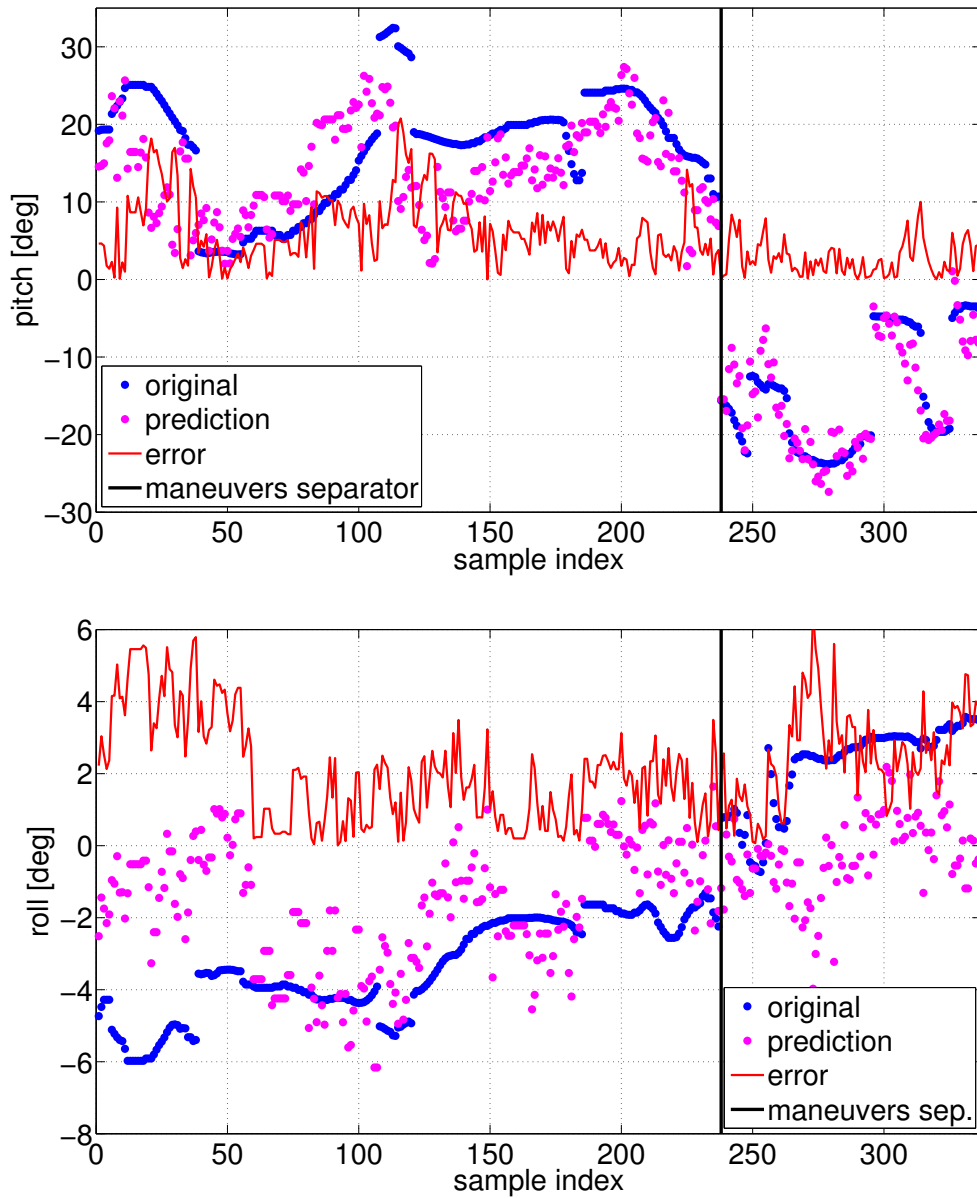 30
20
10
0
−10
−20
−30
pitch [deg]
original
prediction
error
maneuvers separator
0 50 100 150 200 250 300
sample index
6
4
2
0
−2
−4
−6
−8
roll [deg]
original
prediction
error
maneuvers sep.
0 50 100 150 200 250 300
sample index